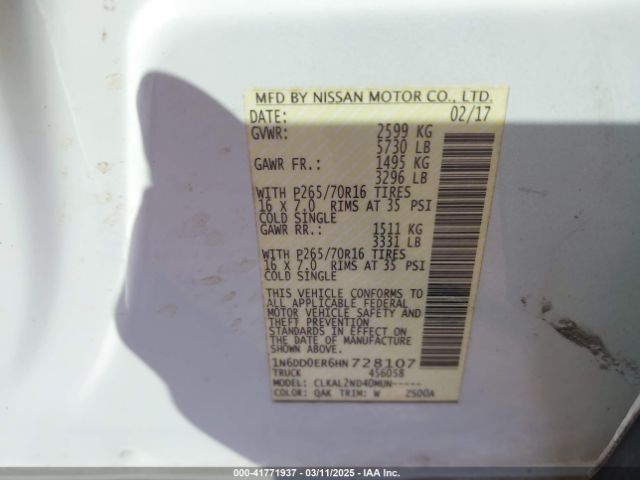 MFD BY NISSAN MOTOR CO., LTD.
DATE: 02/17
GVWR: 2599 KG
5730 LB
GAWR FR.: 1495 KG
3296 LB
WITH P265/70R16 TIRES
16 X 7.0 RIMS AT 35 PSI
COLD SINGLE
GAWR RR.: 1511 KG
3331 LB
WITH P265/70R16 TIRES
16 X 7.0 RIMS AT 35 PSI
COLD SINGLE
THIS VEHICLE CONFORMS TO
ALL APPLICABLE FEDERAL
MOTOR VEHICLE SAFETY AND
THEFT PREVENTION
STANDARDS IN EFFECT ON
THE DATE OF MANUFACTURE
SHOWN ABOVE.
1N6DD0ER6HN728107
TRUCK 456058
MODEL: CLKAL2ND40MUN-----
COLOR: QAK TRIM: W 2500A
000-41771937 - 03/11/2025 - IAA Inc.